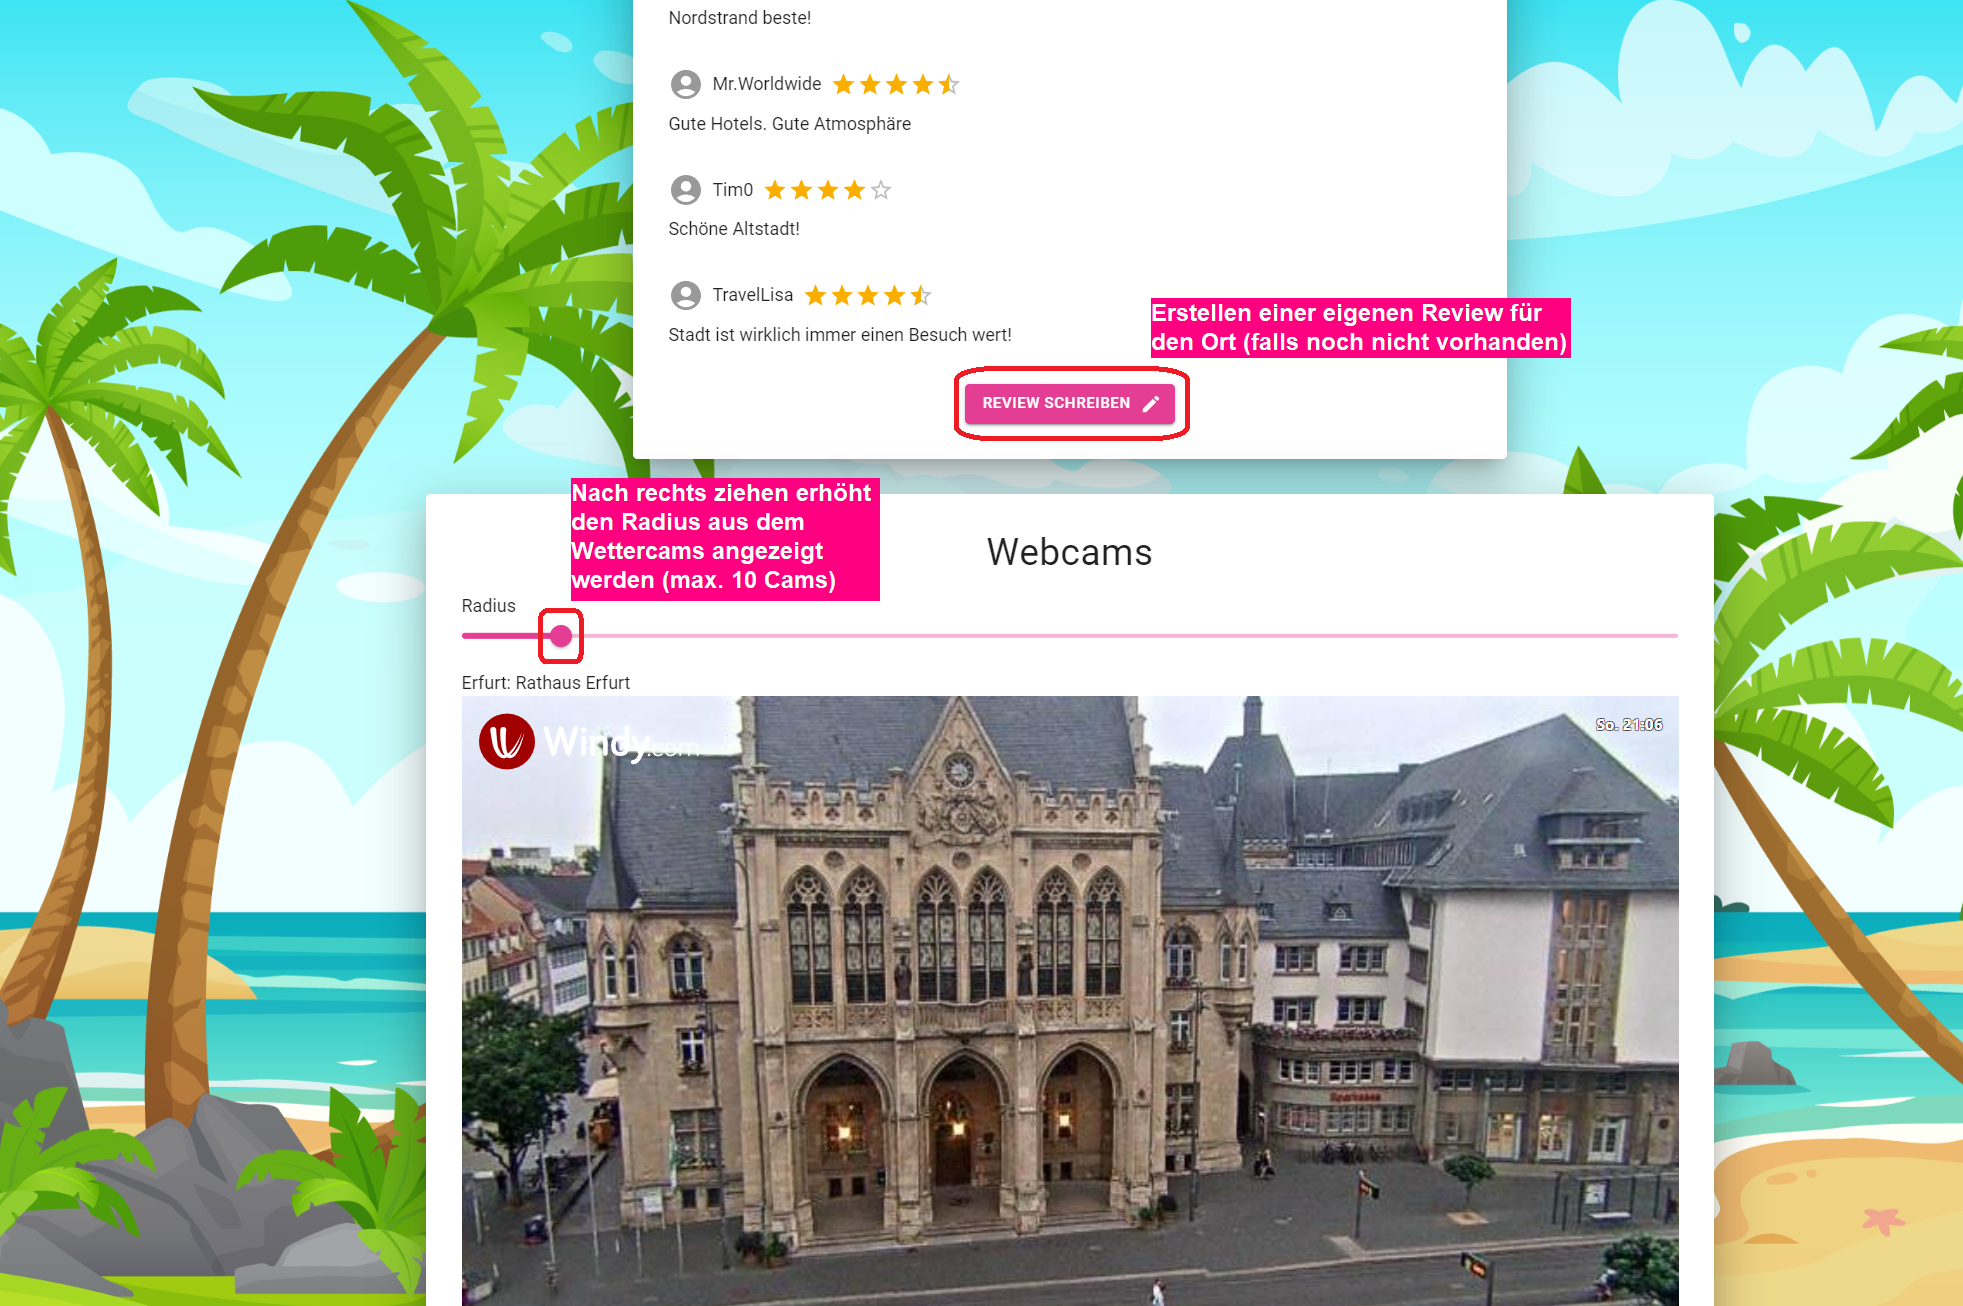 Nordstrand beste!
Mr.Worldwide
Gute Hotels. Gute Atmosphäre
Tim0
Schöne Altstadt!
TravelLisa
Stadt ist wirklich immer einen Besuch wert!
Erstellen einer eigenen Review für
den Ort (falls noch nicht vorhanden)
REVIEW SCHREIBEN
Nach rechts ziehen erhöht
den Radius aus dem
Wettercams angezeigt
werden (max. 10 Cams)
Webcams
Radius
Erfurt: Rathaus Erfurt
Windy.com
So. 21:06
Sparkasse